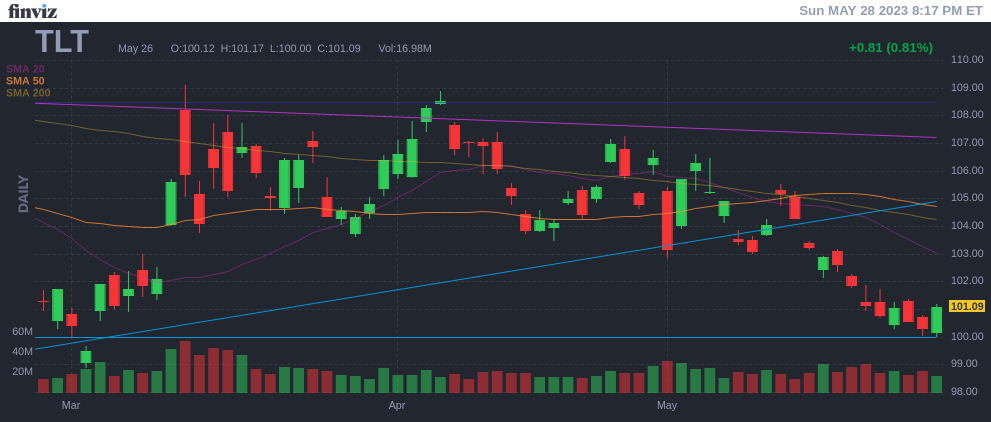 finviz
Sun MAY 28 2023 8:17 PM ET
TLT
May 26 O:100.12 H:101.17 L:100.00 C:101.09 Vol:16.98M
+0.81 (0.81%)
SMA 20
SMA 50
SMA 200
DAILY
110.00
109.00
108.00
107.00
106.00
105.00
104.00
103.00
102.00
101.09
100.00
99.00
98.00
60M
40M
20M
Mar
Apr
May